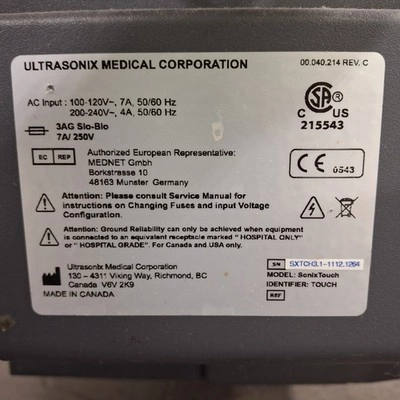 ULTRASONIX MEDICAL CORPORATION
00.040.214 REV. C
AC Input : 100-120V~, 7A, 50/60 Hz
200-240V~, 4A, 50/60 Hz
3AG Slo-Blo
7A/ 250V
CSA
C US
215543
EC REP
Authorized European Representative:
MEDNET GmbH
Borkstrasse 10
48163 Munster Germany
CE
0543
Attention: Please consult Service Manual for
instructions on Changing Fuses and input Voltage
Configuration.
Attention: Ground Reliability can only be achieved when equipment
is connected to an equivalent receptacle marked "HOSPITAL ONLY"
or " HOSPITAL GRADE". For Canada and USA only.
Ultrasonix Medical Corporation
130 - 4311 Viking Way, Richmond, BC
Canada V6V 2K9
MADE IN CANADA
SN SXTCH3.1-1112.1264
MODEL: SonixTouch
IDENTIFIER: TOUCH
REF